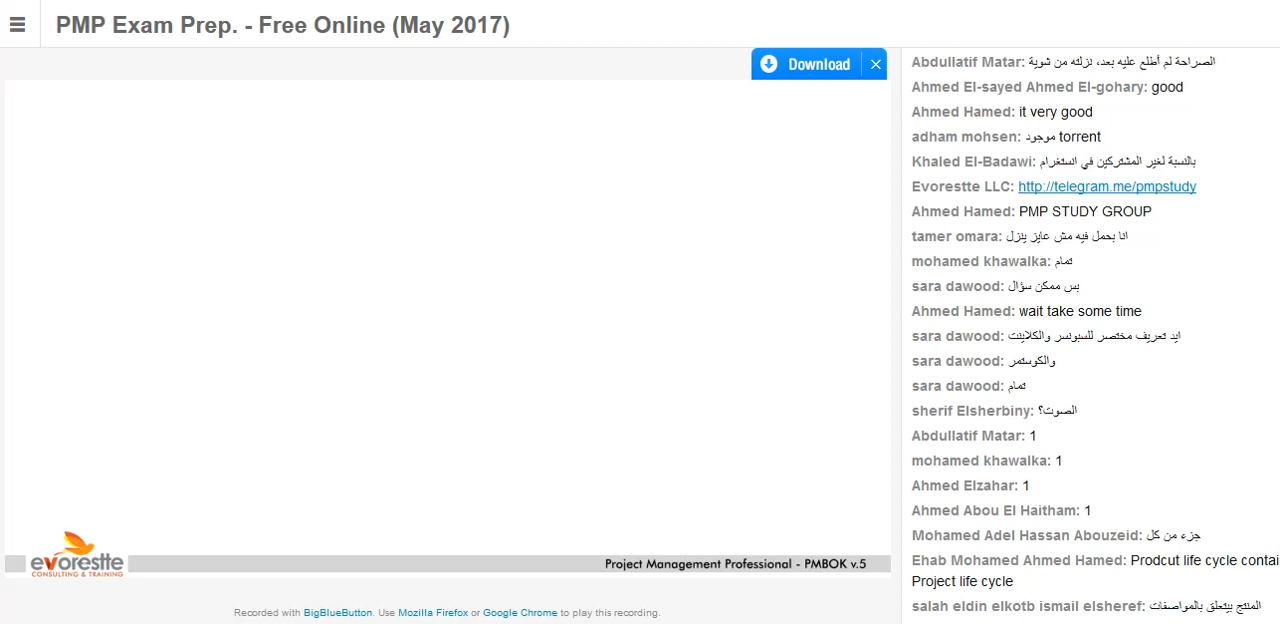 PMP Exam Prep. - Free Online (May 2017)
Download
Abdullatif Matar: الصراحة لم أطلع عليه بعد، نزلته من شوية
Ahmed El-sayed Ahmed El-gohary: good
Ahmed Hamed: it very good
adham mohsen: موجود torrent
Khaled El-Badawi: بالنسبة لغير المشتركين في انستغرام
Evorestte LLC: http://telegram.me/pmpstudy
Ahmed Hamed: PMP STUDY GROUP
tamer omara: انا بحمل فيه مش عايز ينزل
mohamed khawalka: تمام
sara dawood: بس ممكن سؤال
Ahmed Hamed: wait take some time
sara dawood: ايد تعريف مختصر للسبونسر والكلاينت
sara dawood: والكوستمر
sara dawood: تمام
sherif Elsherbiny: الصوت؟
Abdullatif Matar: 1
mohamed khawalka: 1
Ahmed Elzahar: 1
Ahmed Abou El Haitham: 1
Mohamed Adel Hassan Abouzeid: جزء من كل
Ehab Mohamed Ahmed Hamed: Prodcut life cycle contai
Project life cycle
salah eldin elkotb ismail elsheref: المنتج بيتعلق بالمواصفات
evorestte
CONSULTING & TRAINING
Project Management Professional - PMBOK v.5
Recorded with BigBlueButton. Use Mozilla Firefox or Google Chrome to play this recording.